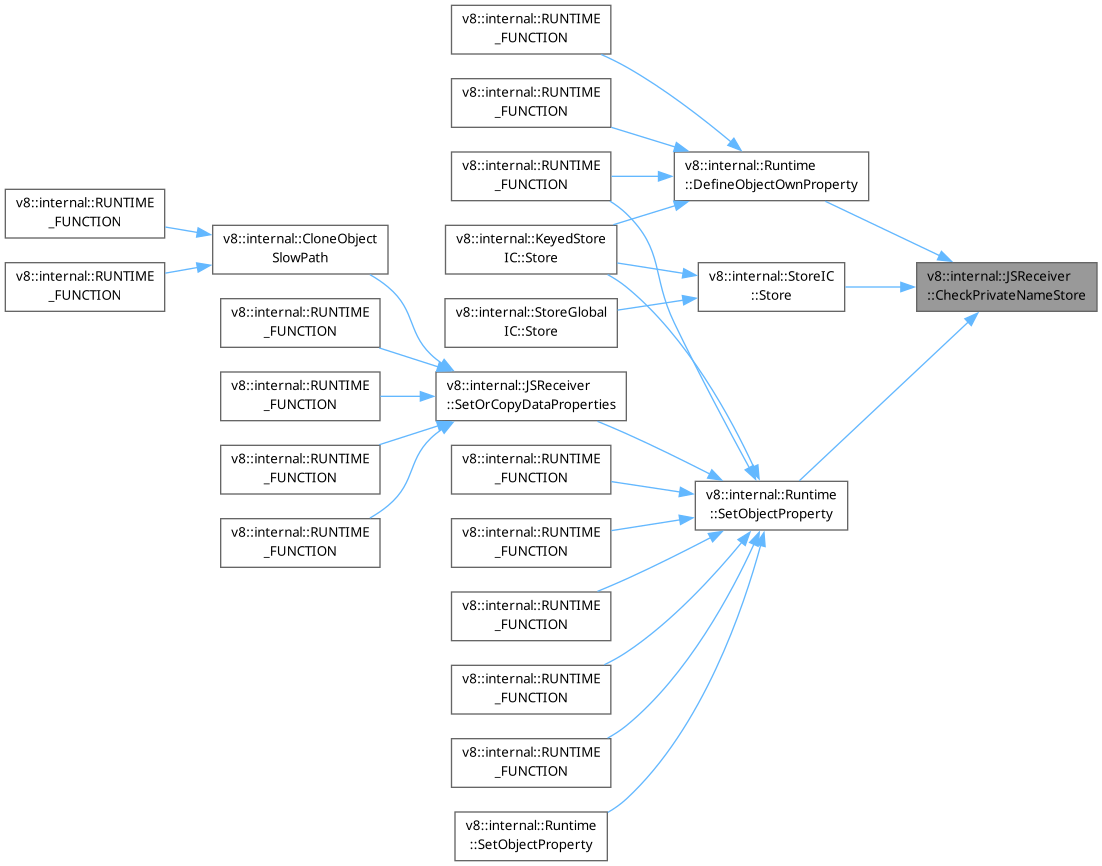 v8::internal::RUNTIME
_FUNCTION
v8::internal::RUNTIME
_FUNCTION
v8::internal::CloneObject
SlowPath
v8::internal::RUNTIME
_FUNCTION
v8::internal::RUNTIME
_FUNCTION
v8::internal::RUNTIME
_FUNCTION
v8::internal::RUNTIME
_FUNCTION
v8::internal::RUNTIME
_FUNCTION
v8::internal::RUNTIME
_FUNCTION
v8::internal::RUNTIME
_FUNCTION
v8::internal::KeyedStore
IC::Store
v8::internal::StoreGlobal
IC::Store
v8::internal::JSReceiver
::SetOrCopyDataProperties
v8::internal::RUNTIME
_FUNCTION
v8::internal::RUNTIME
_FUNCTION
v8::internal::RUNTIME
_FUNCTION
v8::internal::RUNTIME
_FUNCTION
v8::internal::RUNTIME
_FUNCTION
v8::internal::Runtime
::SetObjectProperty
v8::internal::Runtime
::DefineObjectOwnProperty
v8::internal::StoreIC
::Store
v8::internal::Runtime
::SetObjectProperty
v8::internal::JSReceiver
::CheckPrivateNameStore